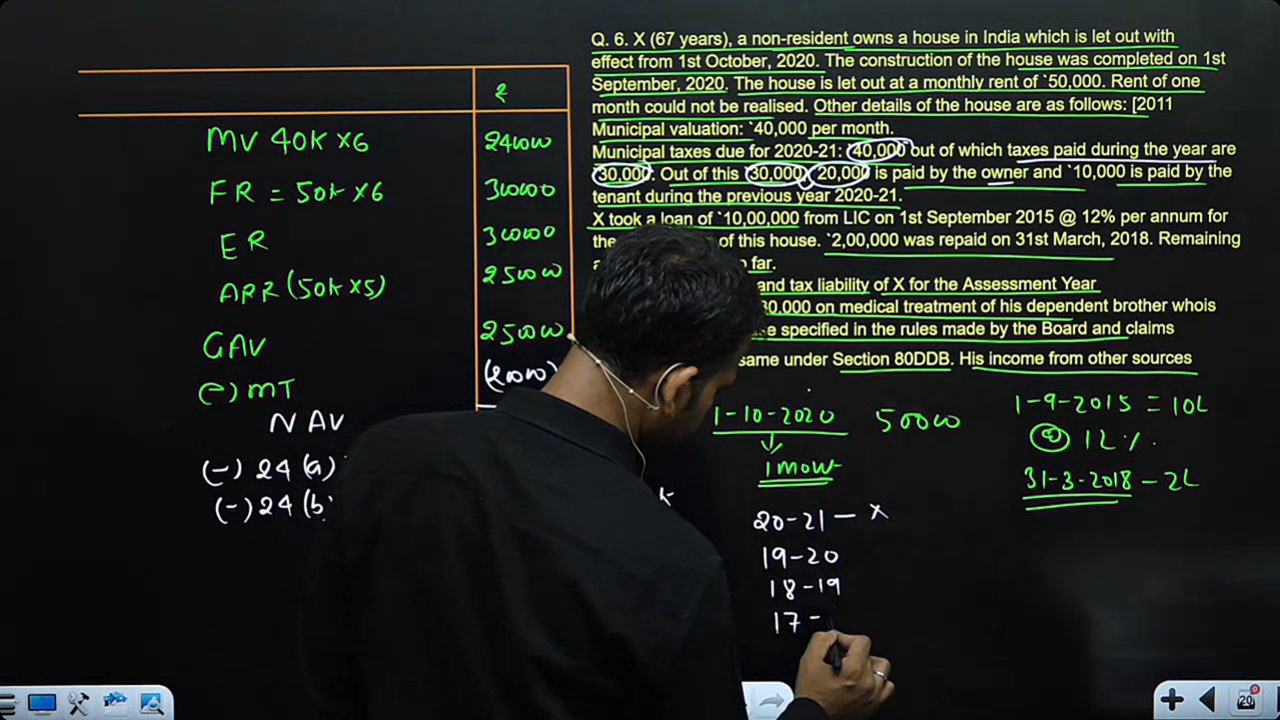 Q. 6. X (67 years), a non-resident owns a house in India which is let out with
effect from 1st October, 2020. The construction of the house was completed on 1st
September, 2020. The house is let out at a monthly rent of `50,000. Rent of one
month could not be realised. Other details of the house are as follows: [2011
Municipal valuation: `40,000 per month.
Municipal taxes due for 2020-21: `40,000 out of which taxes paid during the year are
`30,000. Out of this `30,000, `20,000 is paid by the owner and `10,000 is paid by the
tenant during the previous year 2020-21.
X took a loan of `10,00,000 from LIC on 1st September 2015 @ 12% per annum for
the of this house. `2,00,000 was repaid on 31st March, 2018. Remaining
far.
and tax liability of X for the Assessment Year
on medical treatment of his dependent brother whois
specified in the rules made by the Board and claims
same under Section 80DDB. His income from other sources
₹
MV 40K X6 240000
FR = 50K X6 300000
ER 300000
ARR (50K X5) 250000
GAV 250000
(-) MT
NAV
(-) 24 (a)
(-) 24 (b
1-10-2020 50000
1 mow
20-21 — X
19-20
18-19
17-
1-9-2015 = 10L
@ 12%.
31-3-2018 - 2L
20